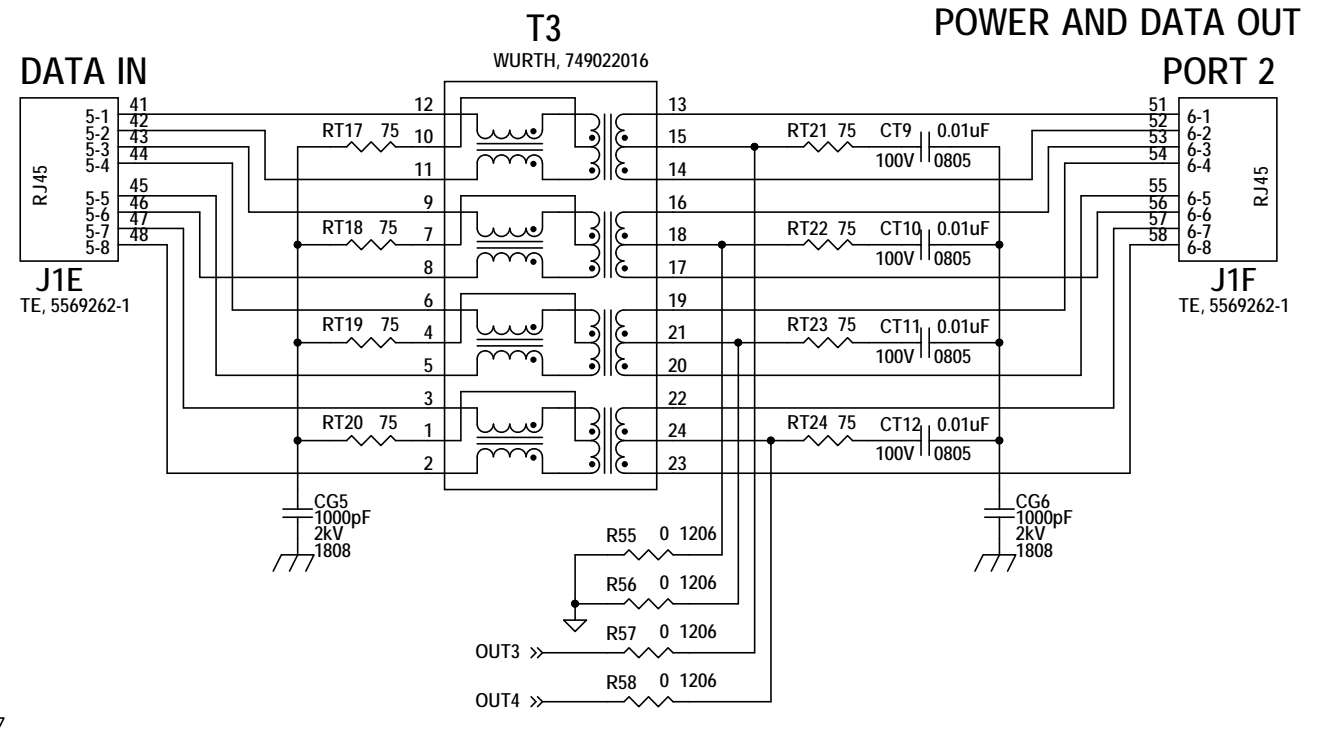 T3
WURTH, 749022016
POWER AND DATA OUT
DATA IN
PORT 2
RJ45
5-1
5-2
5-3
5-4
5-5
5-6
5-7
5-8
41
42
43
44
45
46
47
48
J1E
TE, 5569262-1
RT17 75
RT18 75
RT19 75
RT20 75
12
10
11
9
7
8
6
4
5
3
1
2
13
15
14
16
18
17
19
21
20
22
24
23
RT21 75
CT9 0.01uF
100V 0805
RT22 75
CT10 0.01uF
100V 0805
RT23 75
CT11 0.01uF
100V 0805
RT24 75
CT12 0.01uF
100V 0805
51
52
53
54
55
56
57
58
6-1
6-2
6-3
6-4
6-5
6-6
6-7
6-8
RJ45
J1F
TE, 5569262-1
CG5
1000pF
2kV
1808
CG6
1000pF
2kV
1808
R55 0 1206
R56 0 1206
R57 0 1206
OUT3
R58 0 1206
OUT4
7